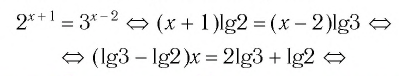 2^{x+1} = 3^{x−2} ⇔ (x + 1)lg2 = (x − 2)lg3 ⇔
⇔ (lg3 − lg2)x = 2lg3 + lg2 ⇔